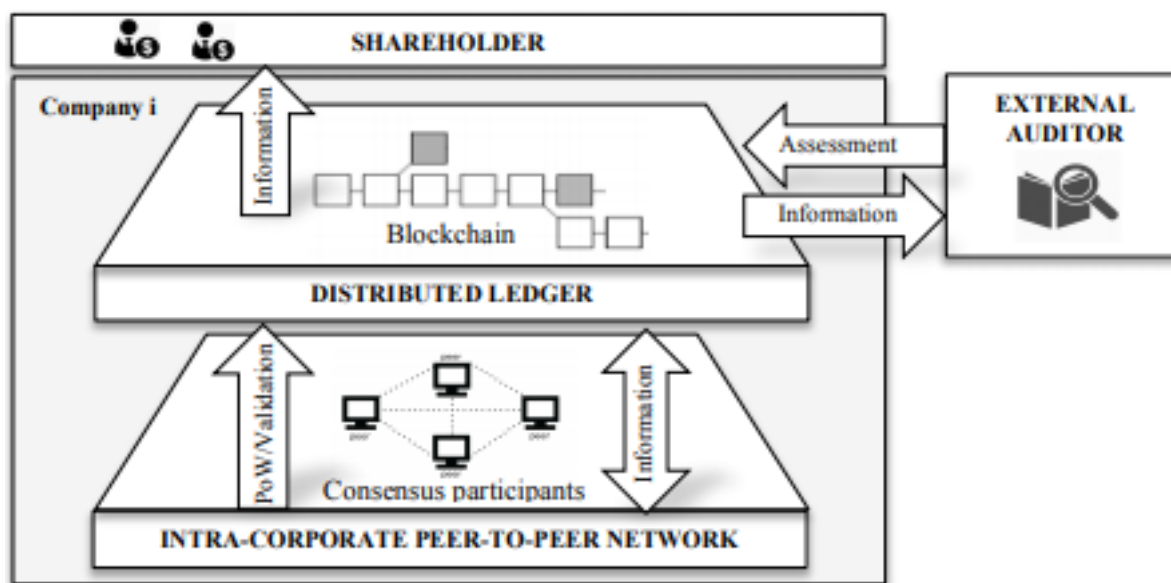 SHAREHOLDER
Company i
Information
Blockchain
DISTRIBUTED LEDGER
Assessment
Information
EXTERNAL
AUDITOR
PoW/Validation
peer
peer
peer
peer
Information
Consensus participants
INTRA-CORPORATE PEER-TO-PEER NETWORK